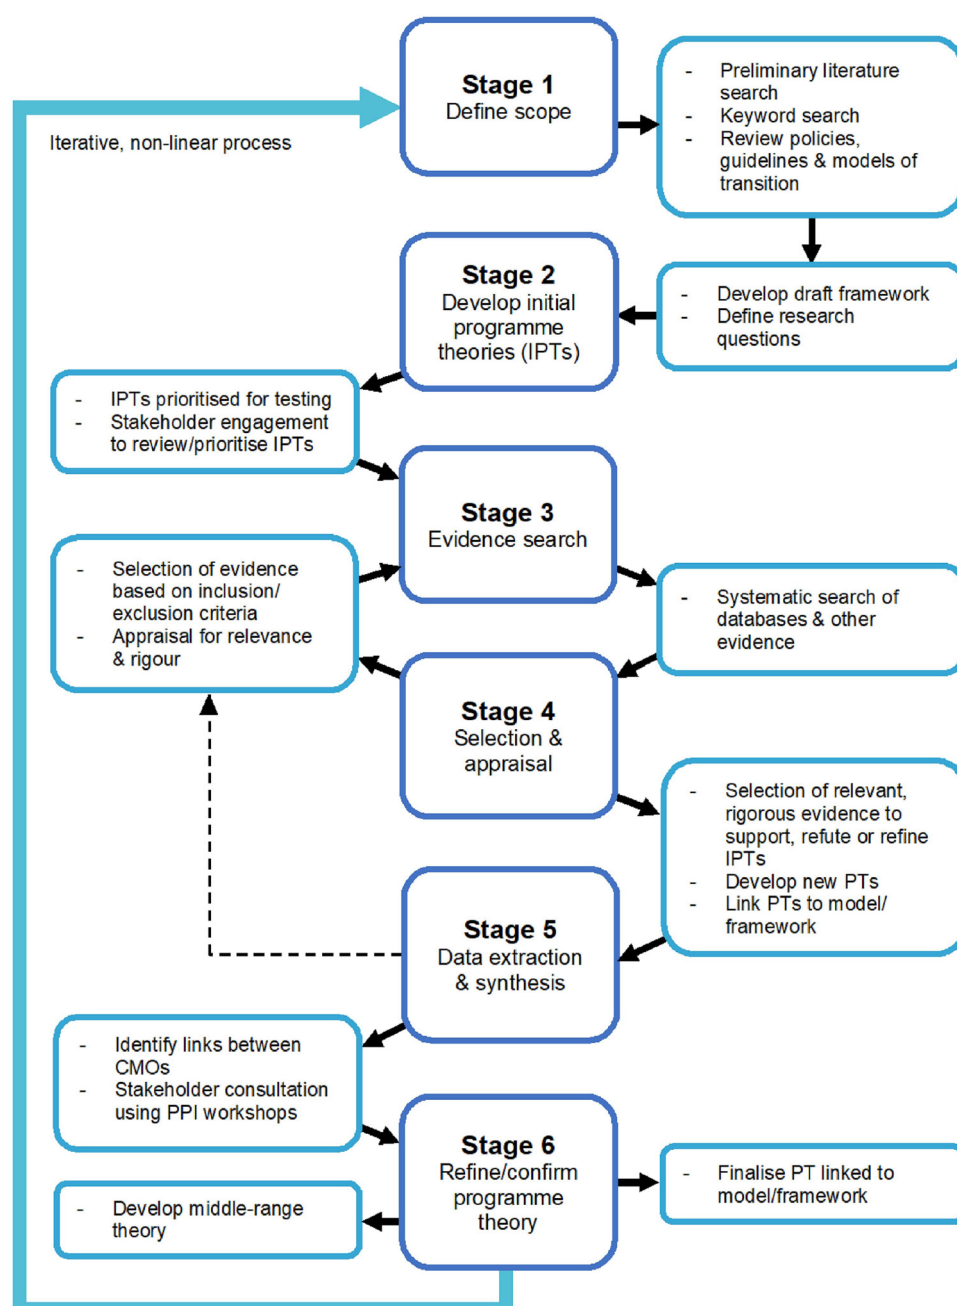 Stage 1
Define scope
- Preliminary literature
search
- Keyword search
- Review policies,
guidelines & models of
transition
Iterative, non-linear process
Stage 2
Develop initial
programme
theories (IPTs)
- Develop draft framework
- Define research
questions
- IPTs prioritised for testing
- Stakeholder engagement
to review/prioritise IPTs
Stage 3
Evidence search
- Selection of evidence
based on inclusion/
exclusion criteria
- Appraisal for relevance
& rigour
- Systematic search of
databases & other
evidence
Stage 4
Selection &
appraisal
- Selection of relevant,
rigorous evidence to
support, refute or refine
IPTs
- Develop new PTs
- Link PTs to model/
framework
Stage 5
Data extraction
& synthesis
- Identify links between
CMOs
- Stakeholder consultation
using PPI workshops
Stage 6
Refine/confirm
programme
theory
- Finalise PT linked to
model/framework
- Develop middle-range
theory